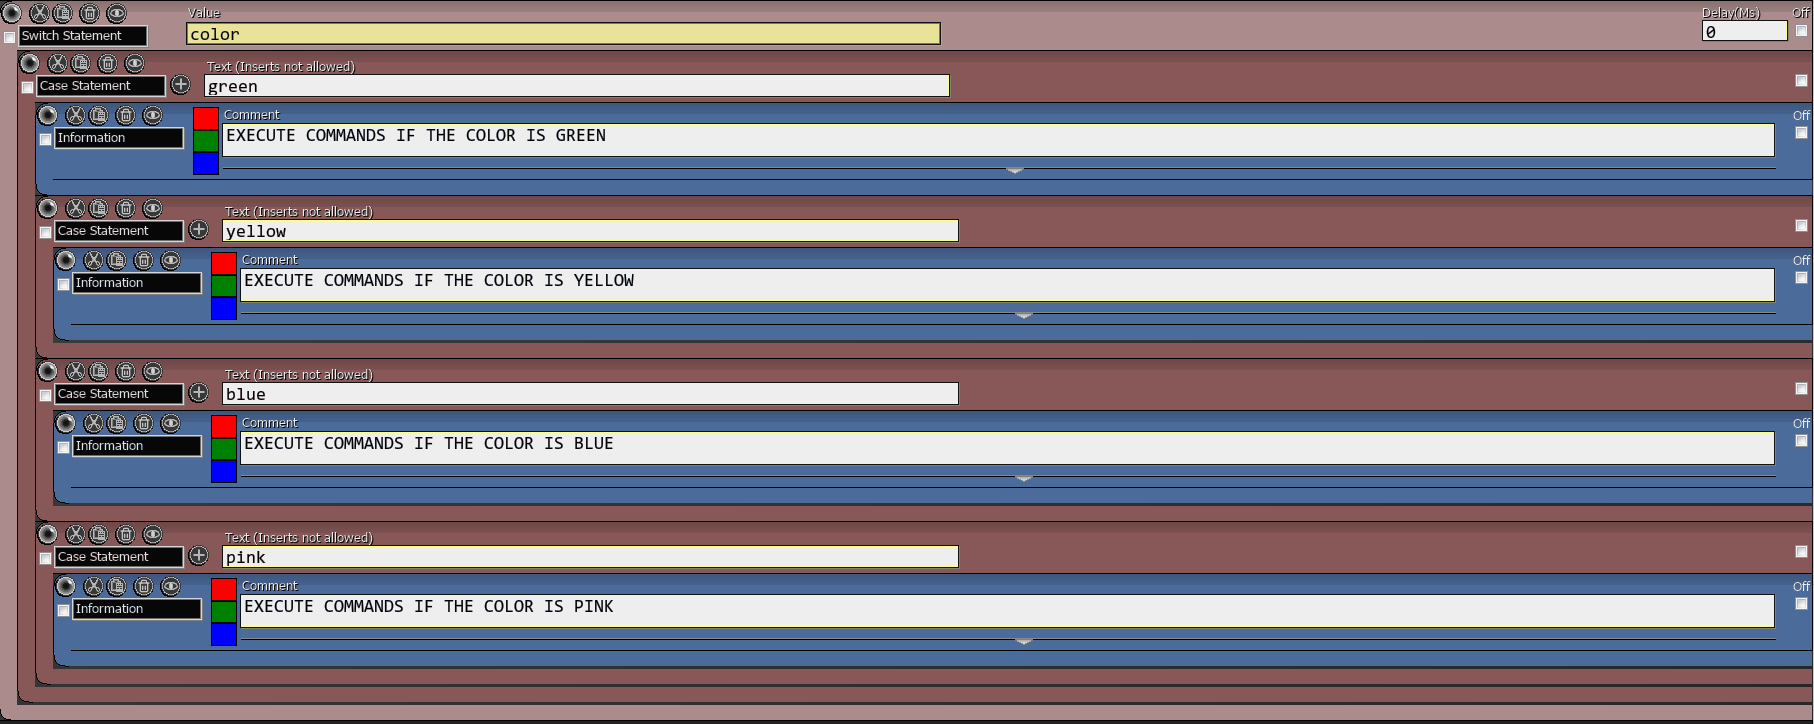 Value Delay(Ms) Off
Switch Statement color 0
Text (Inserts not allowed)
Case Statement green
Comment Off
Information EXECUTE COMMANDS IF THE COLOR IS GREEN
Text (Inserts not allowed)
Case Statement yellow
Comment Off
Information EXECUTE COMMANDS IF THE COLOR IS YELLOW
Text (Inserts not allowed)
Case Statement blue
Comment Off
Information EXECUTE COMMANDS IF THE COLOR IS BLUE
Text (Inserts not allowed)
Case Statement pink
Comment Off
Information EXECUTE COMMANDS IF THE COLOR IS PINK